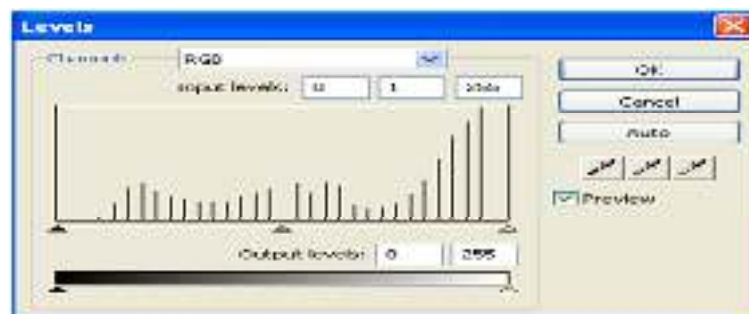 Levels
Channel: RGB
Input levels: 0 1 255
OK
Cancel
Auto
Preview
Output levels: 0 255